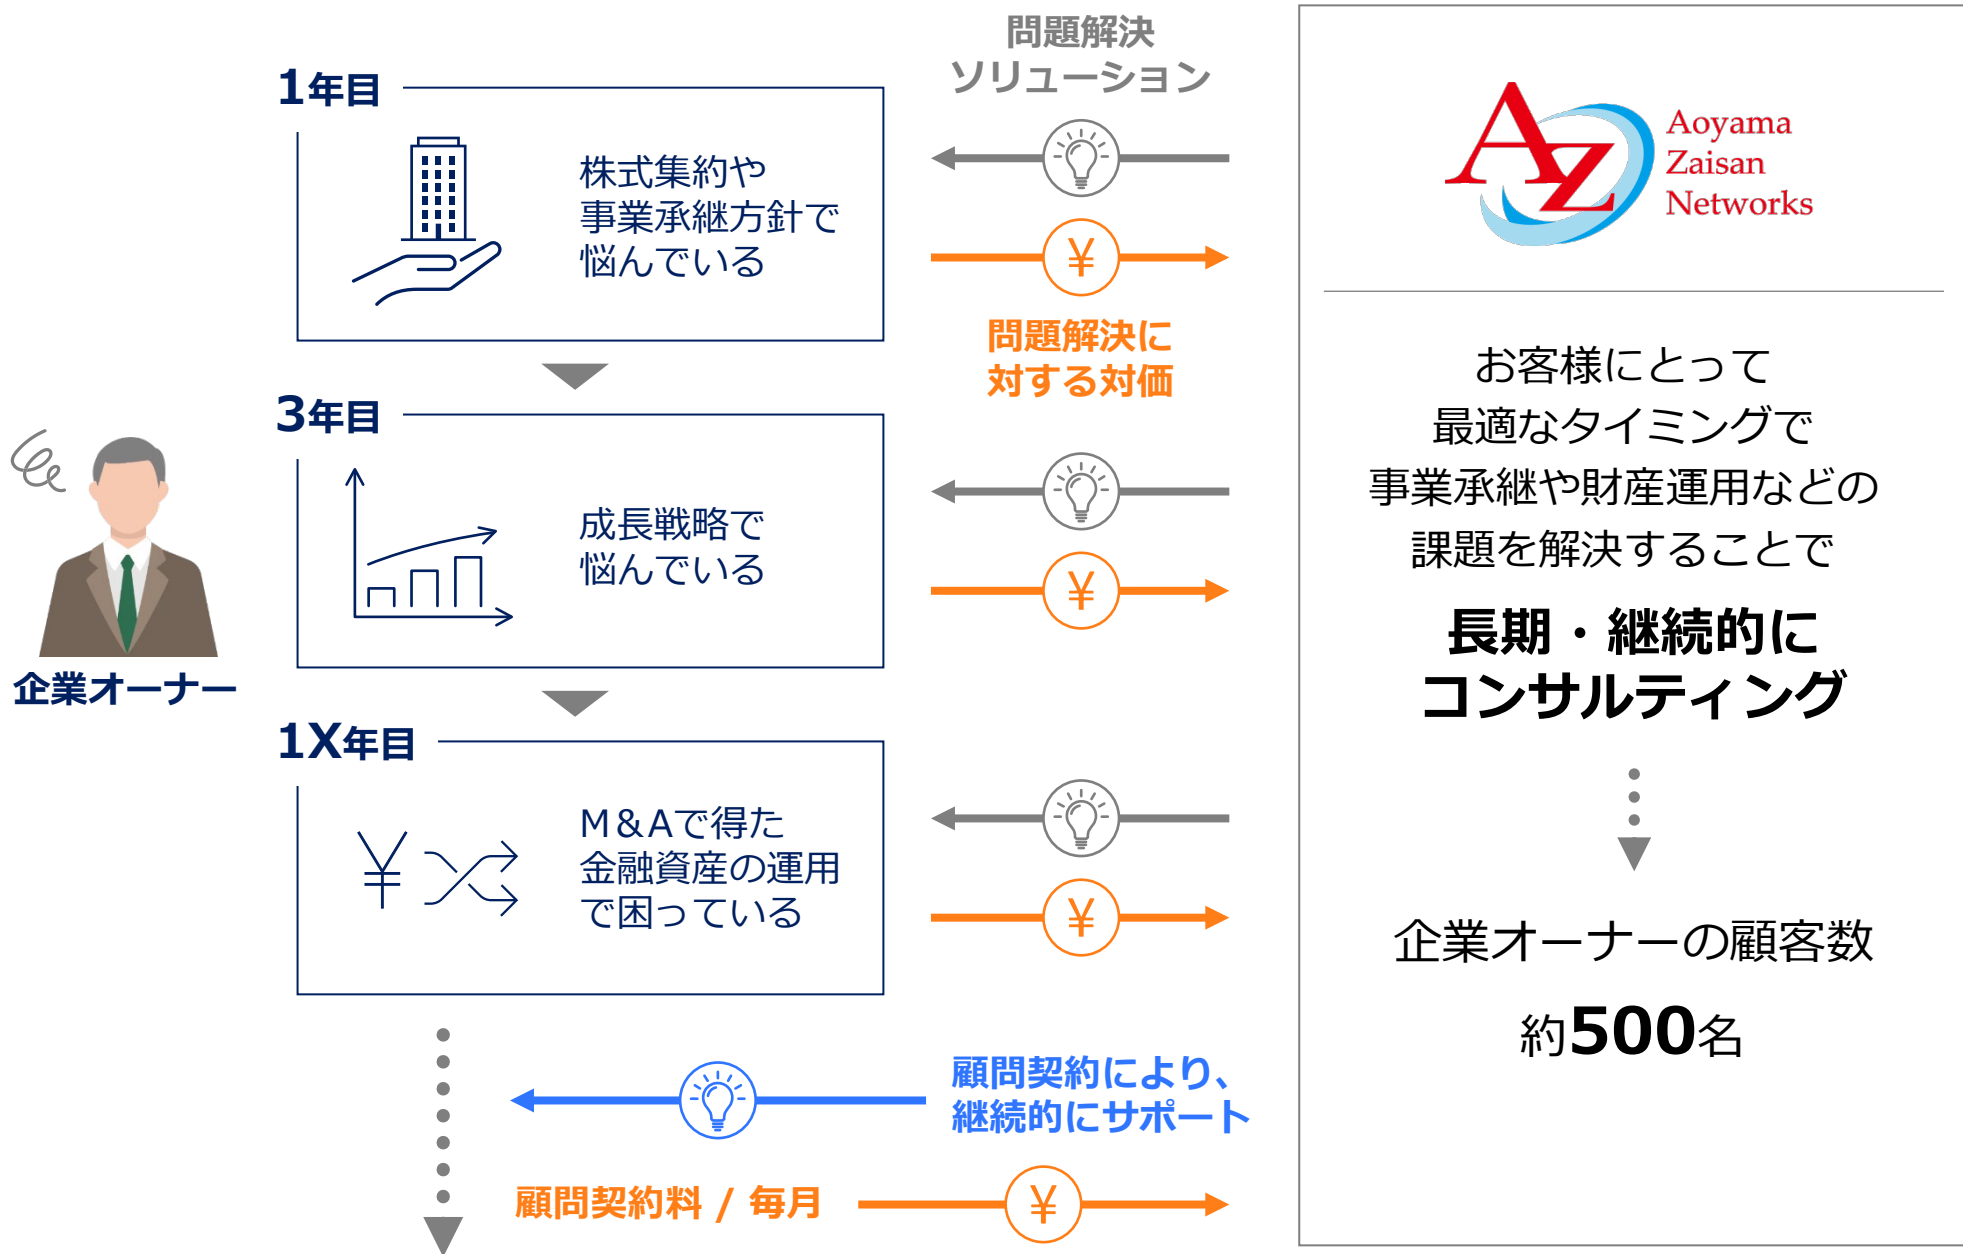 問題解決
ソリューション
1年目
株式集約や
事業承継方針で
悩んでいる
¥
問題解決に
対する対価
3年目
成長戦略で
悩んでいる
¥
企業オーナー
1X年目
¥
M&Aで得た
金融資産の運用
で困っている
¥
顧問契約により、
継続的にサポート
顧問契約料 / 毎月
¥
AZ
Aoyama
Zaisan
Networks
お客様にとって
最適なタイミングで
事業承継や財産運用などの
課題を解決することで
長期・継続的に
コンサルティング
企業オーナーの顧客数
約500名